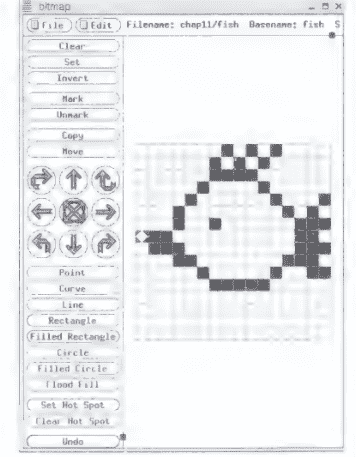 bitmap
File Edit Filename: chap11/fish Basename: fish S
Clear
Set
Invert
Mark
Unmark
Copy
Move
Point
Curve
Line
Rectangle
Filled Rectangle
Circle
Filled Circle
Flood Fill
Set Hot Spot
Clear Hot Spot
Undo